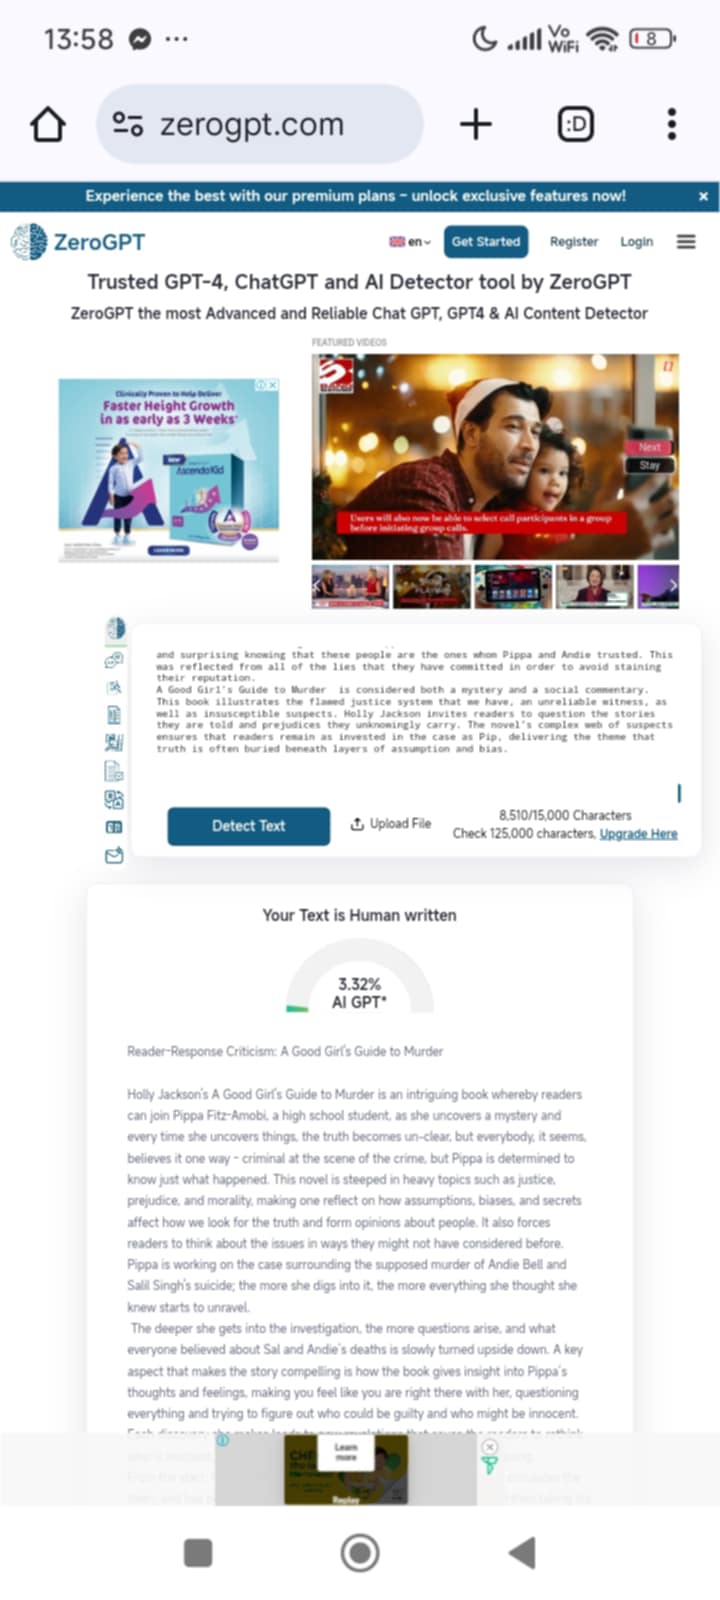 13:58
Vo
WiFi
8
zerogpt.com
:D
Experience the best with our premium plans – unlock exclusive features now!
ZeroGPT
en
Get Started
Register
Login
Trusted GPT-4, ChatGPT and AI Detector tool by ZeroGPT
ZeroGPT the most Advanced and Reliable Chat GPT, GPT4 & AI Content Detector
FEATURED VIDEOS
Clinically Proven to Help Deliver
Faster Height Growth
in as early as 3 Weeks*
NEW
AscendaKid
Next
Stay
Users will also now be able to select call participants in a group
before initiating group calls.
and surprising knowing that these people are the ones whom Pippa and Andie trusted. This
was reflected from all of the lies that they have committed in order to avoid staining
their reputation.
A Good Girl's Guide to Murder is considered both a mystery and a social commentary.
This book illustrates the flawed justice system that we have, an unreliable witness, as
well as insusceptible suspects. Holly Jackson invites readers to question the stories
they are told and prejudices they unknowingly carry. The novel's complex web of suspects
ensures that readers remain as invested in the case as Pip, delivering the theme that
truth is often buried beneath layers of assumption and bias.
Detect Text
Upload File
8,510/15,000 Characters
Check 125,000 characters, Upgrade Here
Your Text is Human written
3.32%
AI GPT*
Reader-Response Criticism: A Good Girl's Guide to Murder
Holly Jackson's A Good Girl's Guide to Murder is an intriguing book whereby readers
can join Pippa Fitz-Amobi, a high school student, as she uncovers a mystery and
every time she uncovers things, the truth becomes un-clear, but everybody, it seems,
believes it one way - criminal at the scene of the crime, but Pippa is determined to
know just what happened. This novel is steeped in heavy topics such as justice,
prejudice, and morality, making one reflect on how assumptions, biases, and secrets
affect how we look for the truth and form opinions about people. It also forces
readers to think about the issues in ways they might not have considered before.
Pippa is working on the case surrounding the supposed murder of Andie Bell and
Salil Singh's suicide; the more she digs into it, the more everything she thought she
knew starts to unravel.
The deeper she gets into the investigation, the more questions arise, and what
everyone believed about Sal and Andie's deaths is slowly turned upside down. A key
aspect that makes the story compelling is how the book gives insight into Pippa's
thoughts and feelings, making you feel like you are right there with her, questioning
everything and trying to figure out who could be guilty and who might be innocent.
Learn
more
Replay